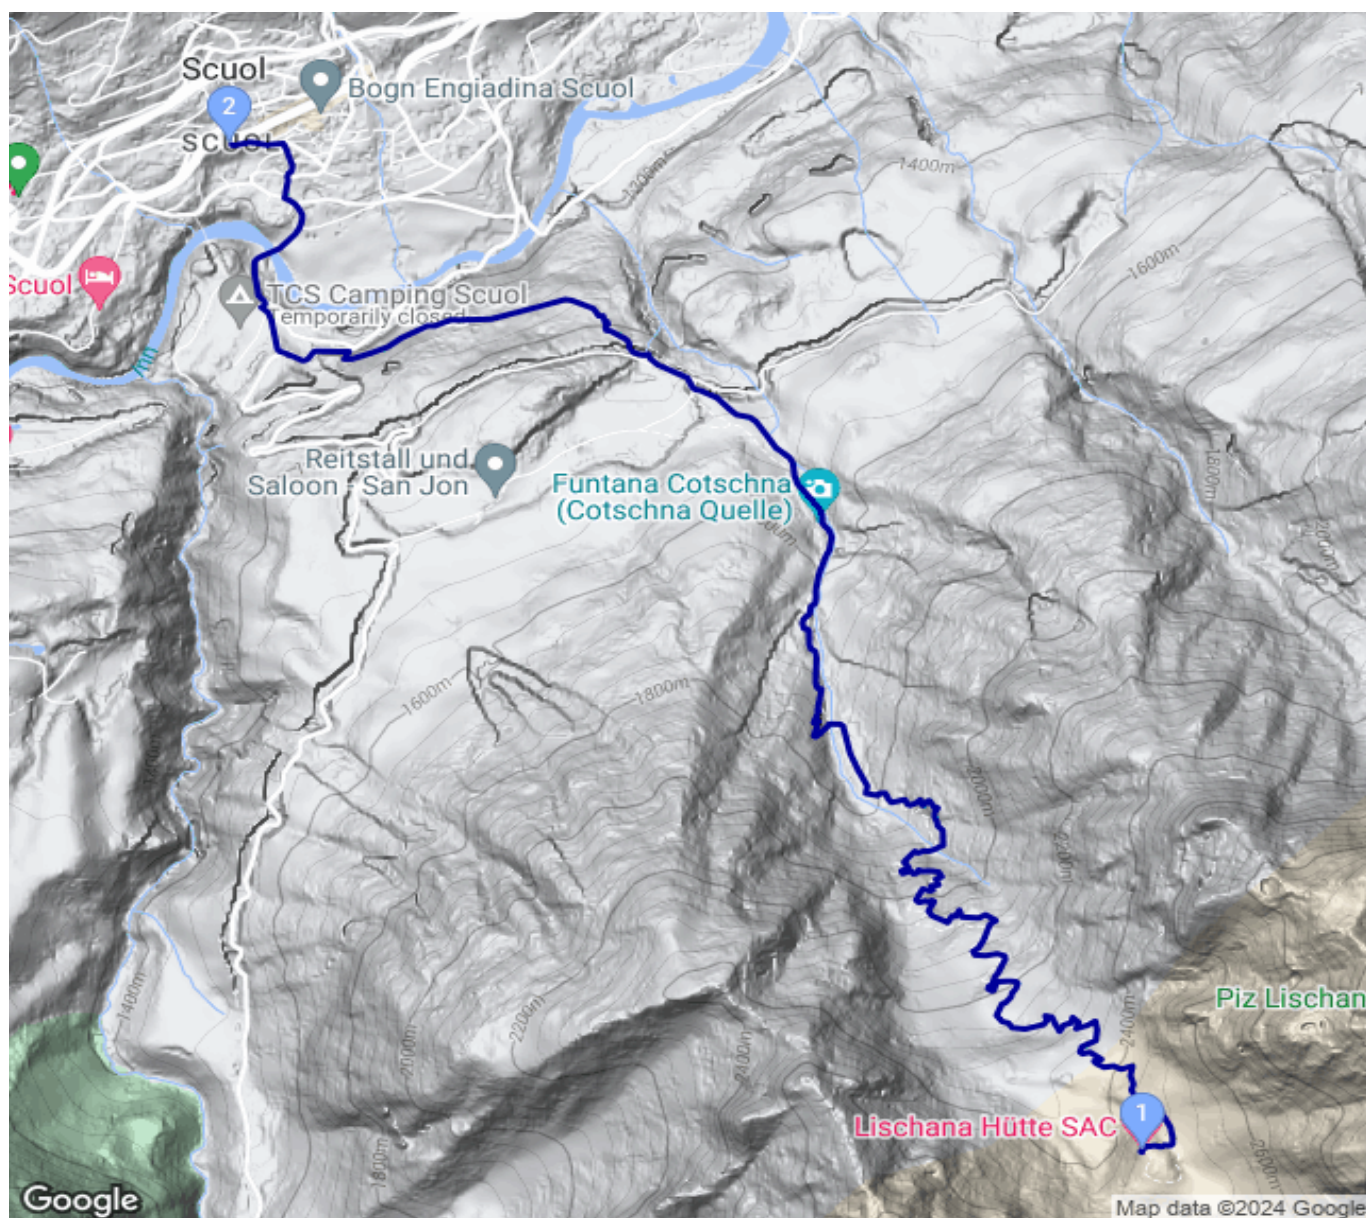 Scuol
Bogn Engiadina Scuol
2
SCUOL
1300m
1400m
1600m
Scuol
TCS Camping Scuol
Temporarily closed
Inn
Reitstall und
Saloon - San Jon
Funtana Cotschna
(Cotschna Quelle)
1800m
2000m
1600m
1800m
2000m
2200m
1400m
2200m
2000m
2400m
2400m
Piz Lischan
1
Lischana Hütte SAC
1800m
2600m
Google
Map data ©2024 Google